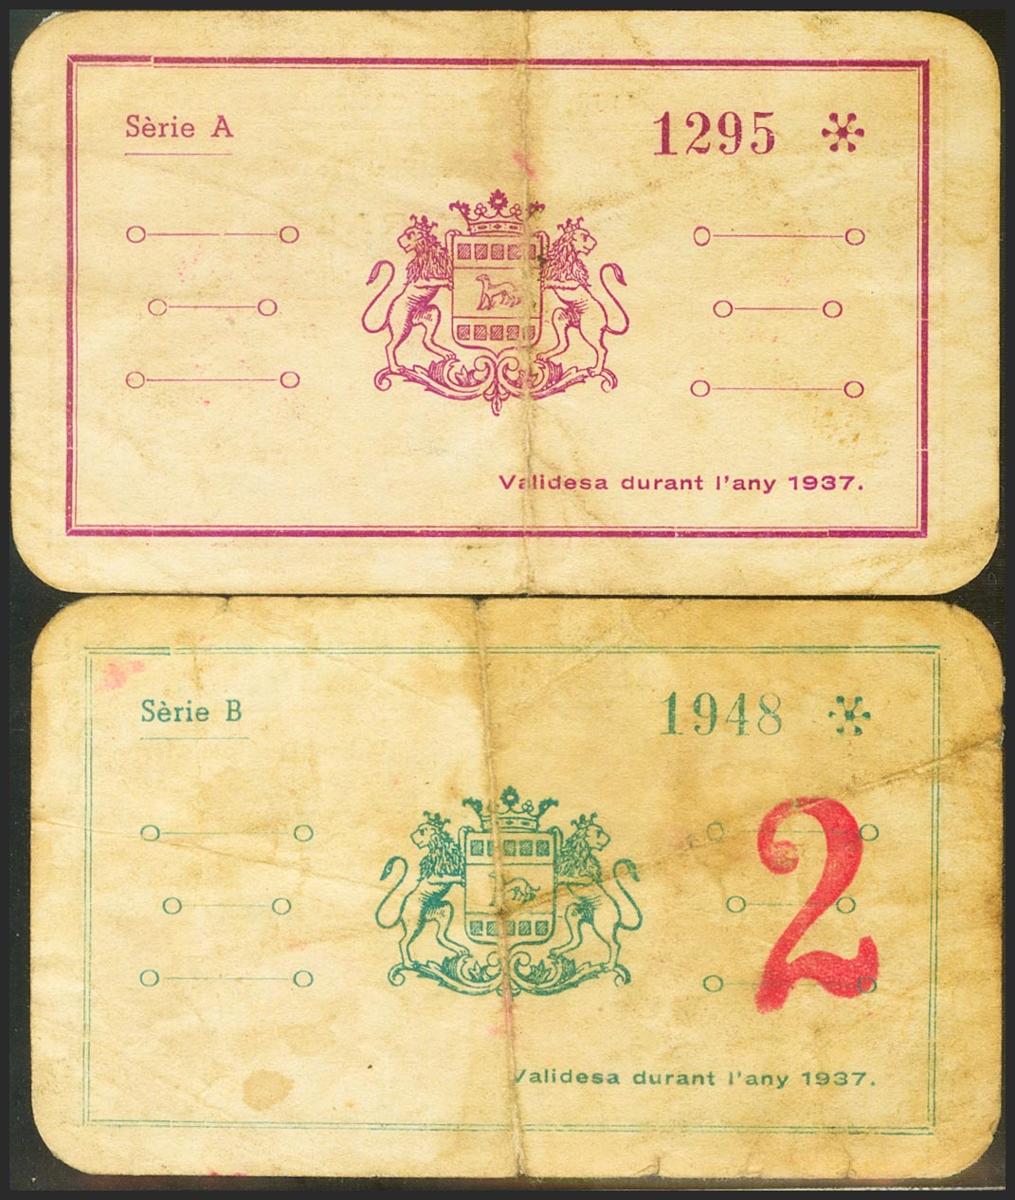 Sèrie A
1295 *
Validesa durant l'any 1937.
Sèrie B
1948 *
2
Validesa durant l'any 1937.